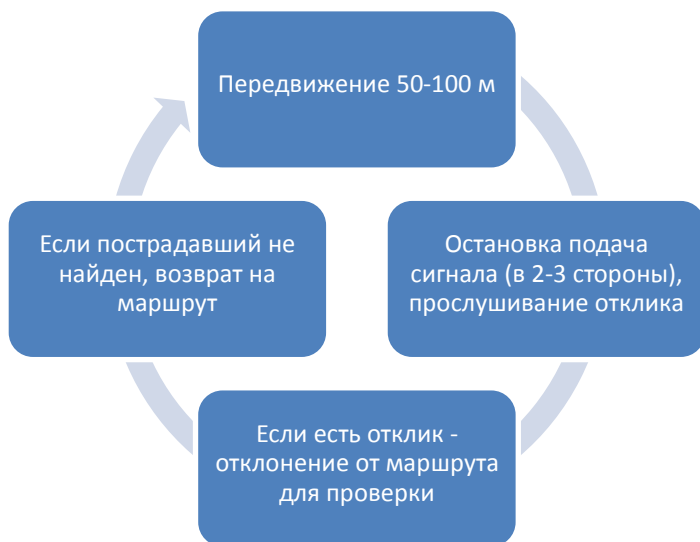 Передвижение 50-100 м
Остановка подача
сигнала (в 2-3 стороны),
прослушивание отклика
Если есть отклик -
отклонение от маршрута
для проверки
Если пострадавший не
найден, возврат на
маршрут